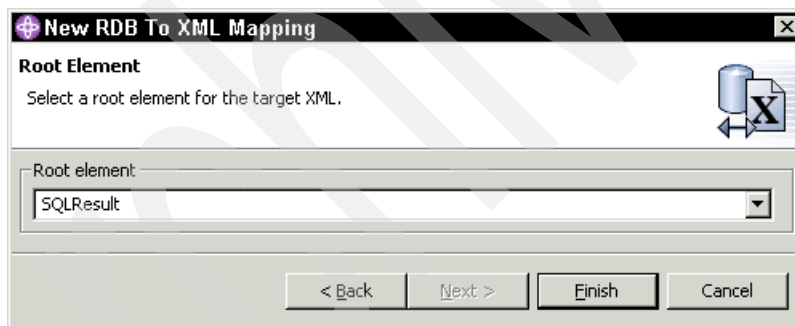 New RDB To XML Mapping
Root Element
Select a root element for the target XML.
X
Root element
SQLResult
< Back Next > Finish Cancel